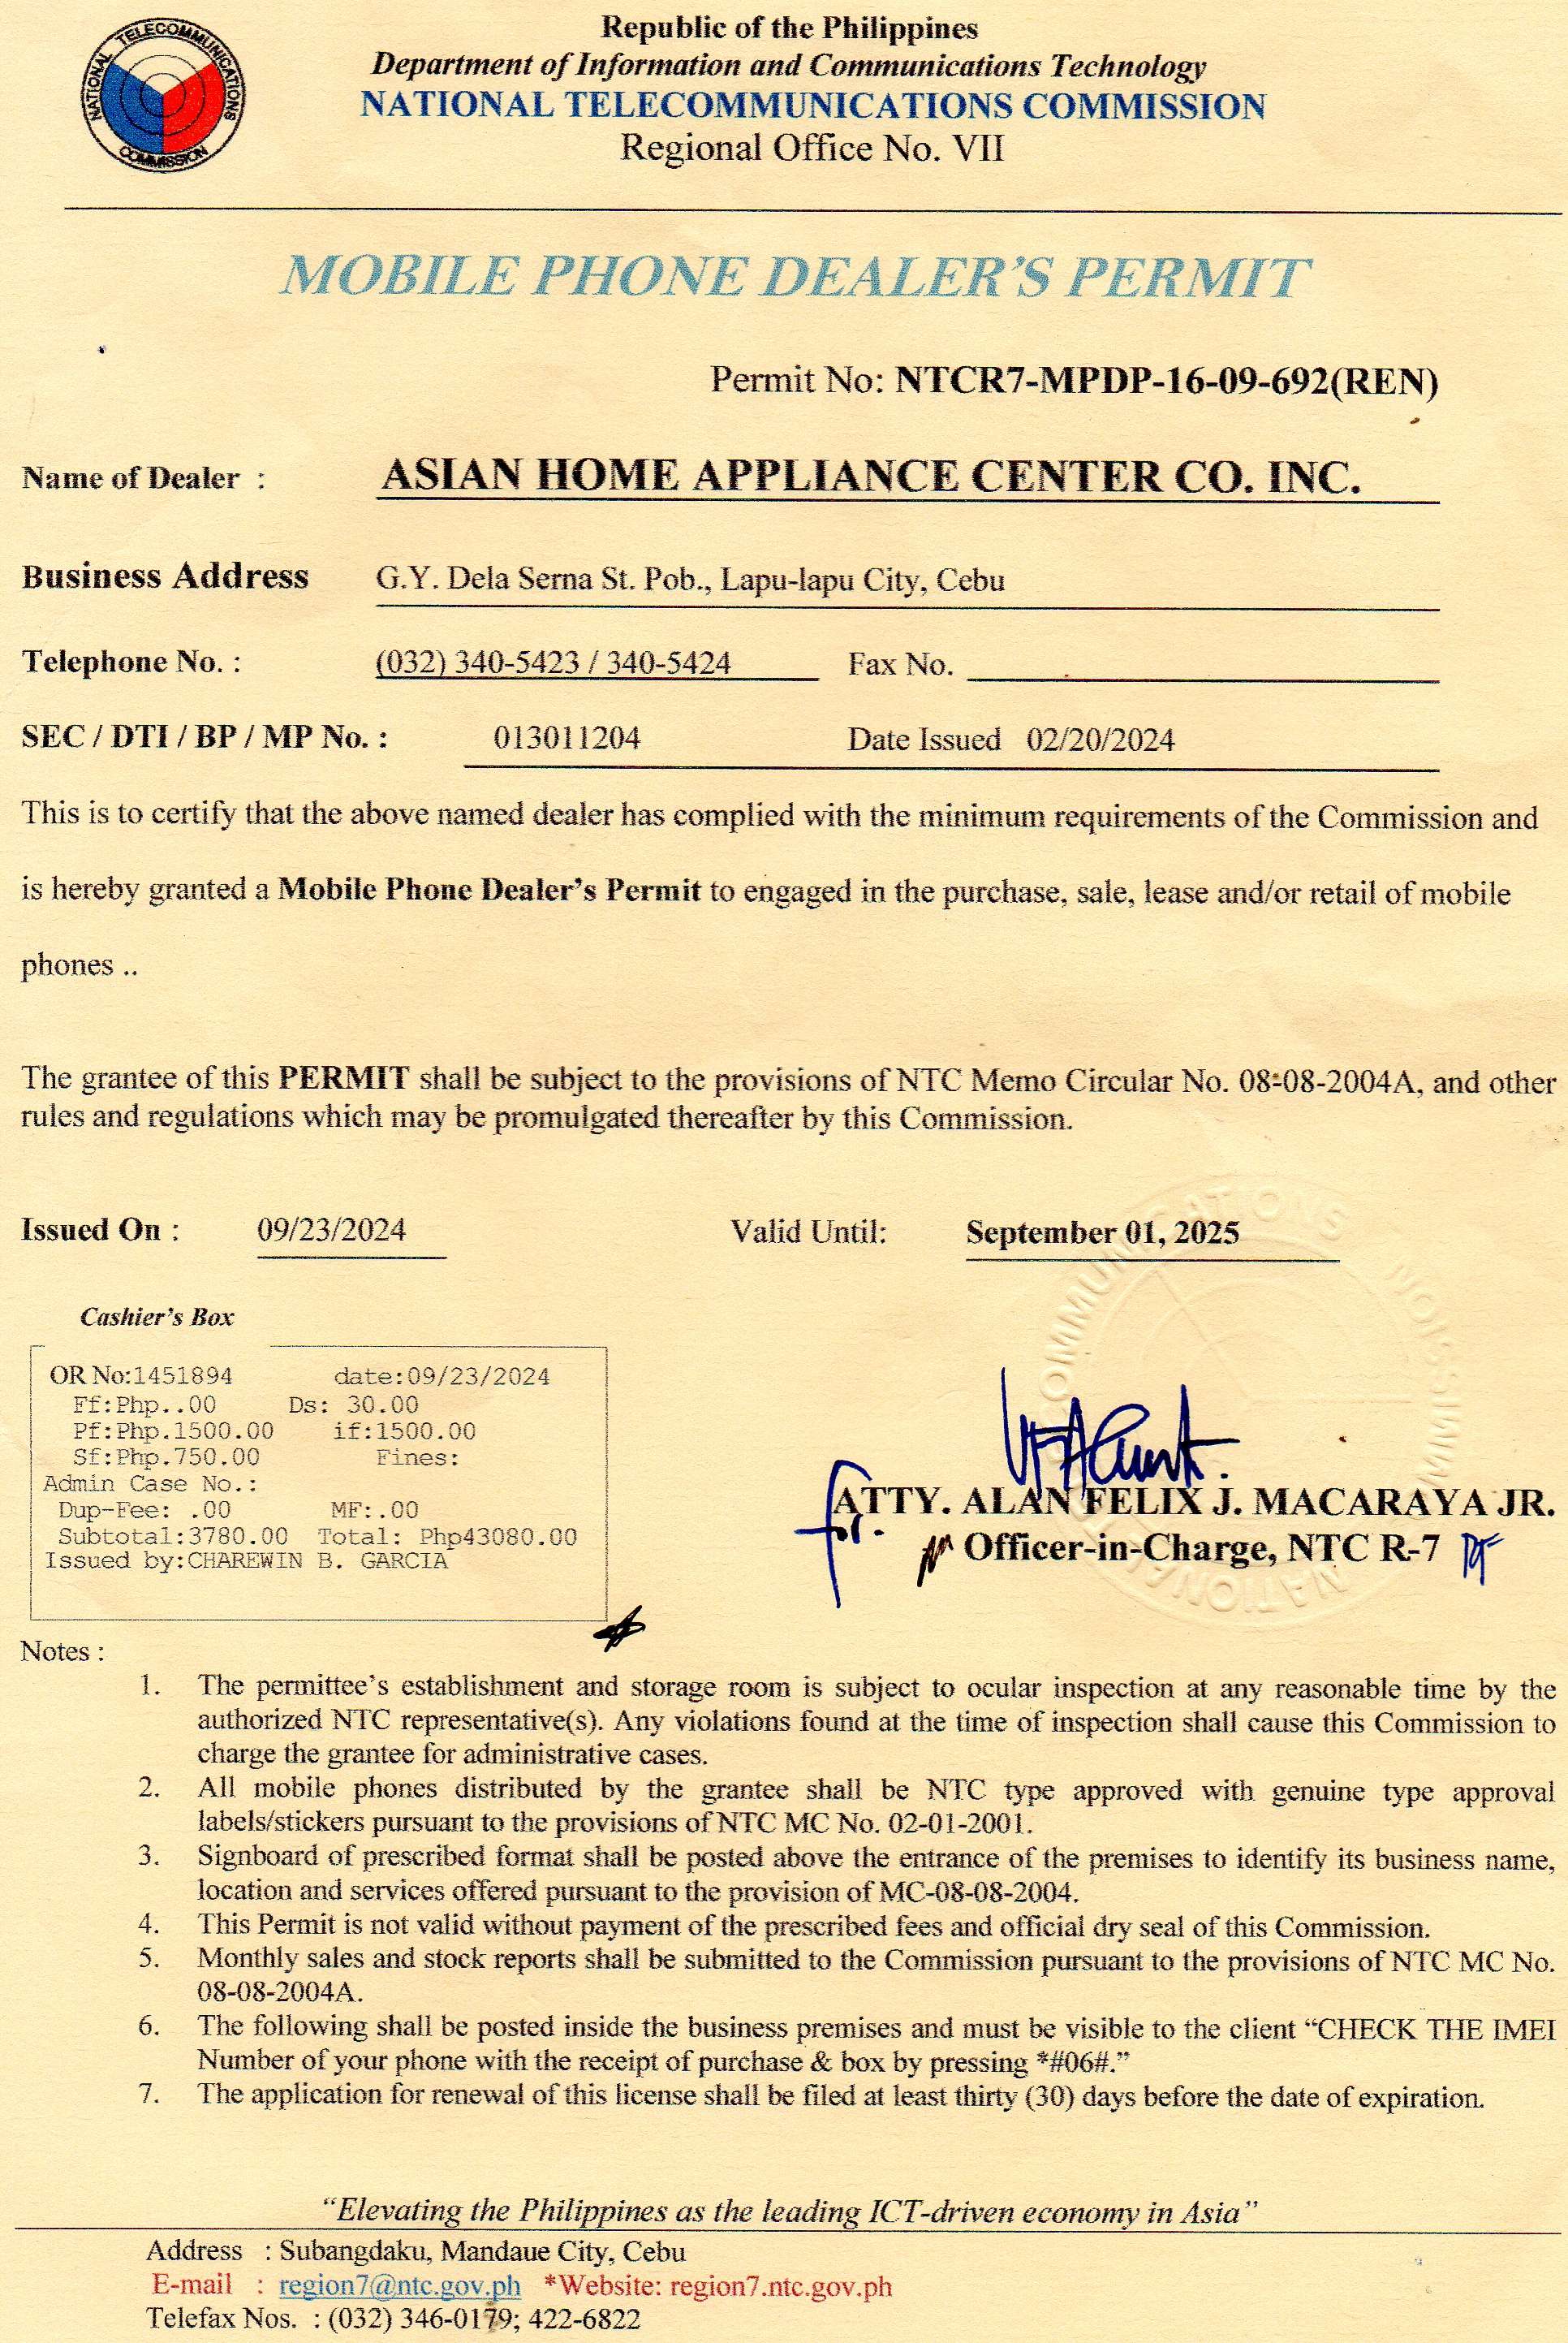 NATIONAL TELECOMMUNICATIONS COMMISSION
Republic of the Philippines
Department of Information and Communications Technology
NATIONAL TELECOMMUNICATIONS COMMISSION
Regional Office No. VII
MOBILE PHONE DEALER'S PERMIT
Permit No: NTCR7-MPDP-16-09-692(REN)
Name of Dealer : ASIAN HOME APPLIANCE CENTER CO. INC.
Business Address G.Y. Dela Serna St. Pob., Lapu-lapu City, Cebu
Telephone No. : (032) 340-5423 / 340-5424 Fax No.
SEC / DTI / BP / MP No. : 013011204 Date Issued 02/20/2024
This is to certify that the above named dealer has complied with the minimum requirements of the Commission and
is hereby granted a Mobile Phone Dealer's Permit to engaged in the purchase, sale, lease and/or retail of mobile
phones ..
The grantee of this PERMIT shall be subject to the provisions of NTC Memo Circular No. 08-08-2004A, and other
rules and regulations which may be promulgated thereafter by this Commission.
Issued On : 09/23/2024 Valid Until: September 01, 2025
Cashier's Box
OR No:1451894 date:09/23/2024
Ff:Php..00 Ds: 30.00
Pf:Php.1500.00 if:1500.00
Sf:Php.750.00 Fines:
Admin Case No.:
Dup-Fee: .00 MF:.00
Subtotal:3780.00 Total: Php43080.00
Issued by:CHAREWIN B. GARCIA
for.
ATTY. ALAN FELIX J. MACARAYA JR.
Officer-in-Charge, NTC R-7
Notes :
1. The permittee's establishment and storage room is subject to ocular inspection at any reasonable time by the
authorized NTC representative(s). Any violations found at the time of inspection shall cause this Commission to
charge the grantee for administrative cases.
2. All mobile phones distributed by the grantee shall be NTC type approved with genuine type approval
labels/stickers pursuant to the provisions of NTC MC No. 02-01-2001.
3. Signboard of prescribed format shall be posted above the entrance of the premises to identify its business name,
location and services offered pursuant to the provision of MC-08-08-2004.
4. This Permit is not valid without payment of the prescribed fees and official dry seal of this Commission.
5. Monthly sales and stock reports shall be submitted to the Commission pursuant to the provisions of NTC MC No.
08-08-2004A.
6. The following shall be posted inside the business premises and must be visible to the client “CHECK THE IMEI
Number of your phone with the receipt of purchase & box by pressing *#06#.”
7. The application for renewal of this license shall be filed at least thirty (30) days before the date of expiration.
“Elevating the Philippines as the leading ICT-driven economy in Asia”
Address : Subangdaku, Mandaue City, Cebu
E-mail : region7@ntc.gov.ph *Website: region7.ntc.gov.ph
Telefax Nos. : (032) 346-0179; 422-6822